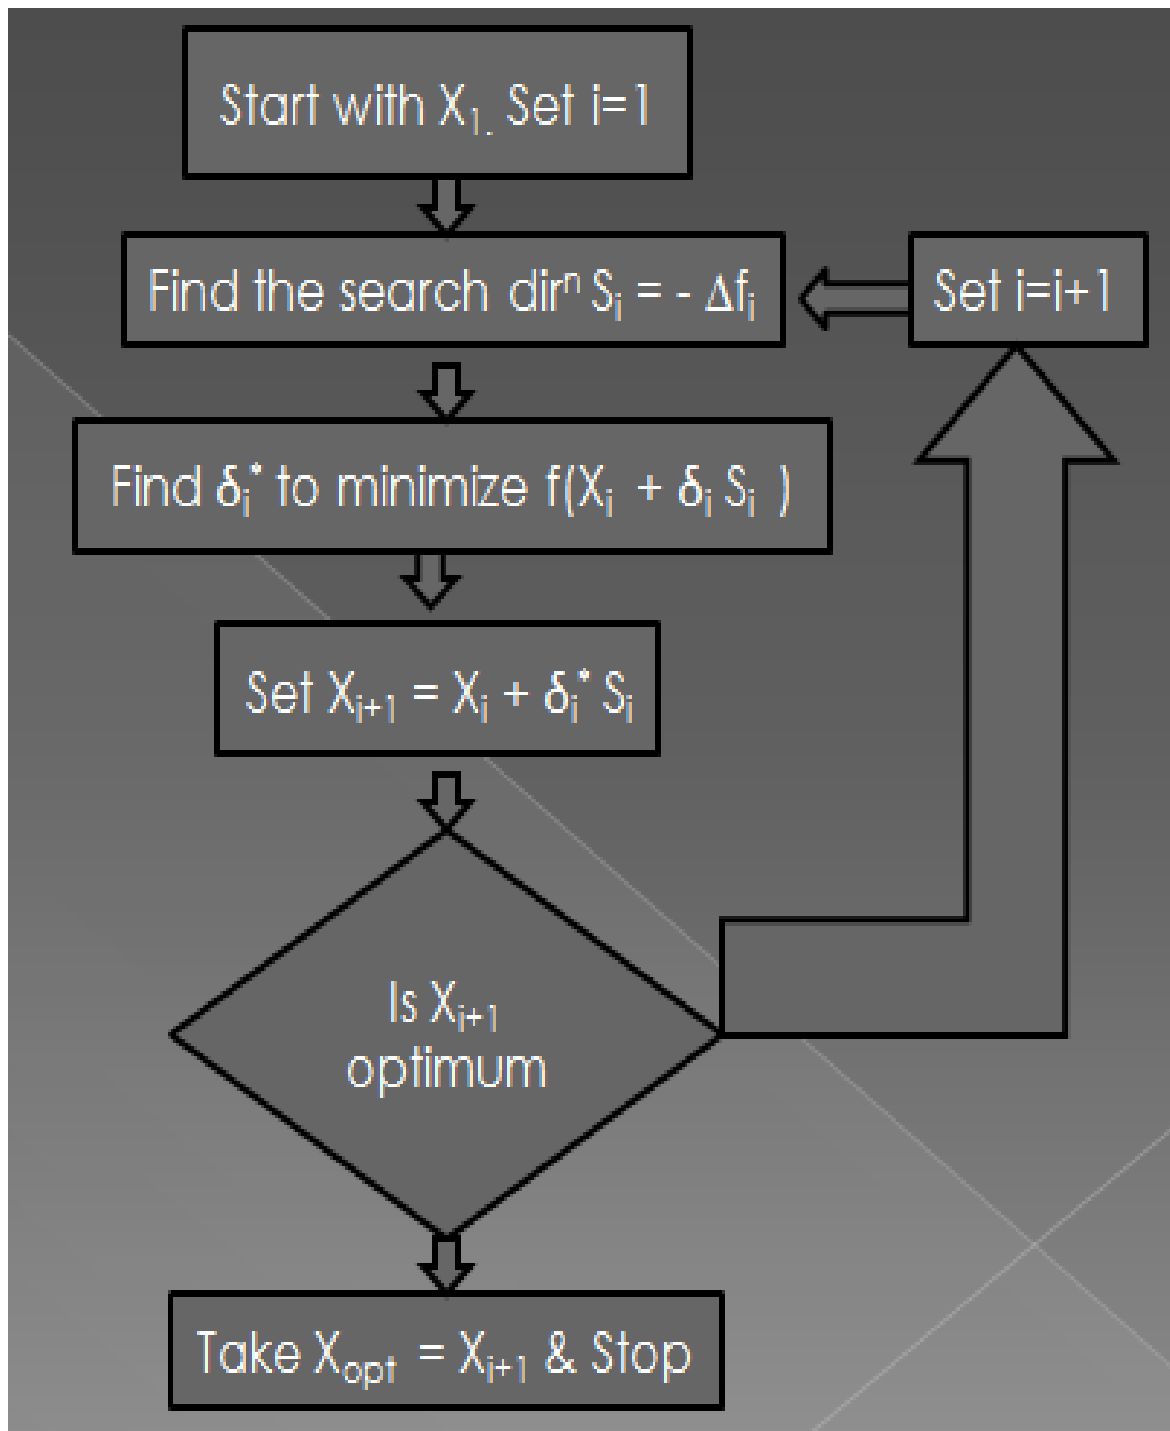 Start with X₁. Set i=1
Find the search dirⁿ Sᵢ = - Δfᵢ
Set i=i+1
Find δᵢ* to minimize f(Xᵢ + δᵢ Sᵢ )
Set Xᵢ₊₁ = Xᵢ + δᵢ* Sᵢ
Is Xᵢ₊₁
optimum
Take Xₒₚₜ = Xᵢ₊₁ & Stop